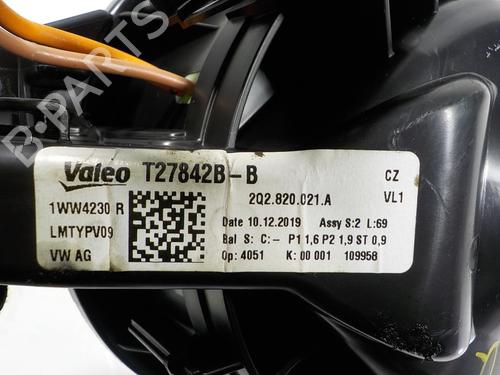 B-PARTS
Valeo T27842B-B
CZ
1WW4230 R
2Q2.820.021.A
VL1
LMTYPV09
Date 10.12.2019 Assy S:2 L:69
Bal S: C:- P1 1,6 P2 1,9 ST 0,9
VW AG
Op: 4051 K: 00 001 109958